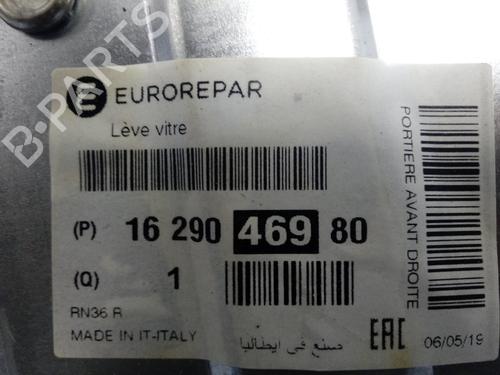 EUROREPAR
Lève vitre
(P) 16 290 469 80
(Q) 1
RN36 R
MADE IN IT-ITALY
صنع في ايطاليا
EAC
06/05/19
PORTIERE AVANT DROITE
B-PARTS